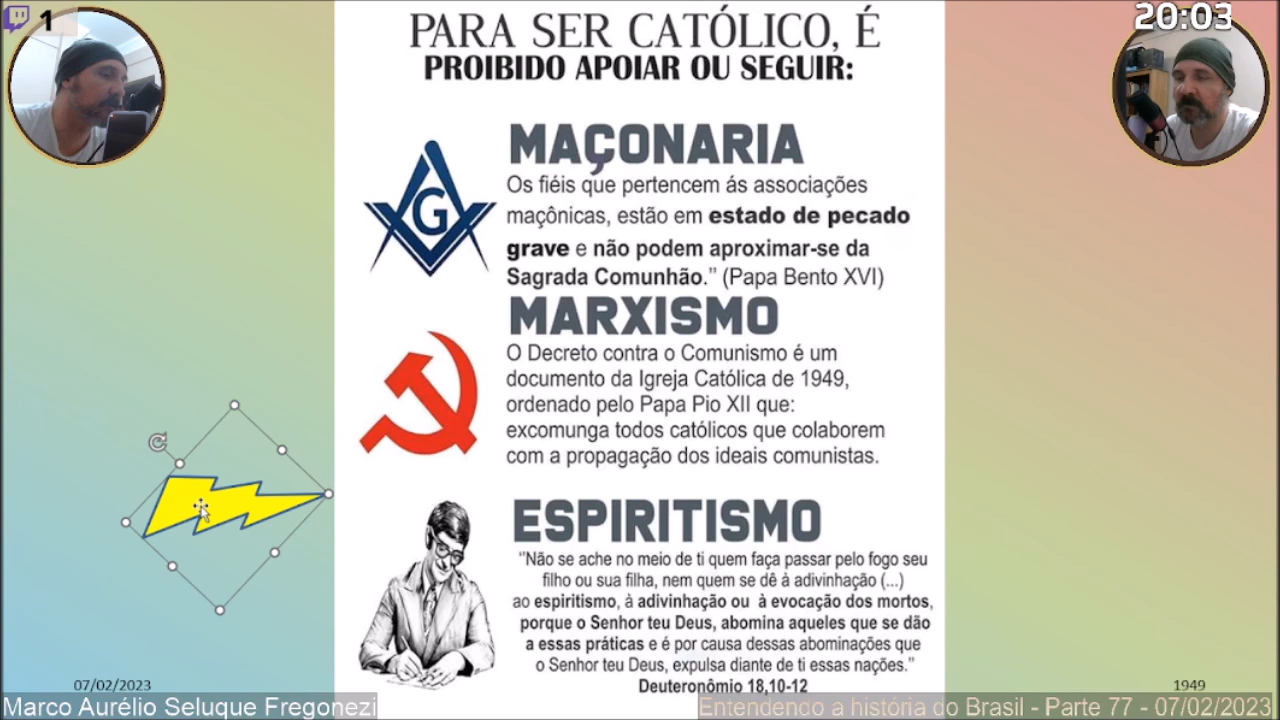 1
20:03
PARA SER CATÓLICO, É
PROIBIDO APOIAR OU SEGUIR:
MAÇONARIA
Os fiéis que pertencem ás associações
maçônicas, estão em estado de pecado
grave e não podem aproximar-se da
Sagrada Comunhão.” (Papa Bento XVI)
G
MARXISMO
O Decreto contra o Comunismo é um
documento da Igreja Católica de 1949,
ordenado pelo Papa Pio XII que:
excomunga todos católicos que colaborem
com a propagação dos ideais comunistas.
ESPIRITISMO
“Não se ache no meio de ti quem faça passar pelo fogo seu
filho ou sua filha, nem quem se dê à adivinhação (...)
ao espiritismo, à adivinhação ou à evocação dos mortos,
porque o Senhor teu Deus, abomina aqueles que se dão
a essas práticas e é por causa dessas abominações que
o Senhor teu Deus, expulsa diante de ti essas nações.”
Deuteronômio 18,10-12
07/02/2023
1949
Marco Aurélio Seluque Fregonezi
Entendendo a história do Brasil - Parte 77 - 07/02/2023